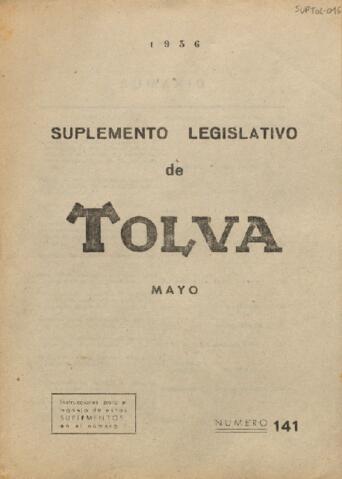 SUPTOL-016
1956
SUPLEMENTO LEGISLATIVO
de
TOLVA
MAYO
Instrucciones para el
manejo de estos
SUPLEMENTOS
en el número 1
NUMERO 141